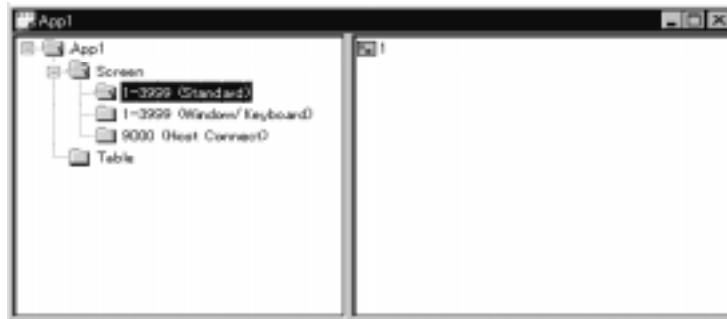 App1
App1
Screen
1-3999 (Standard)
1-3999 (Window/Keyboard)
9000 (Host Connect)
Table
1